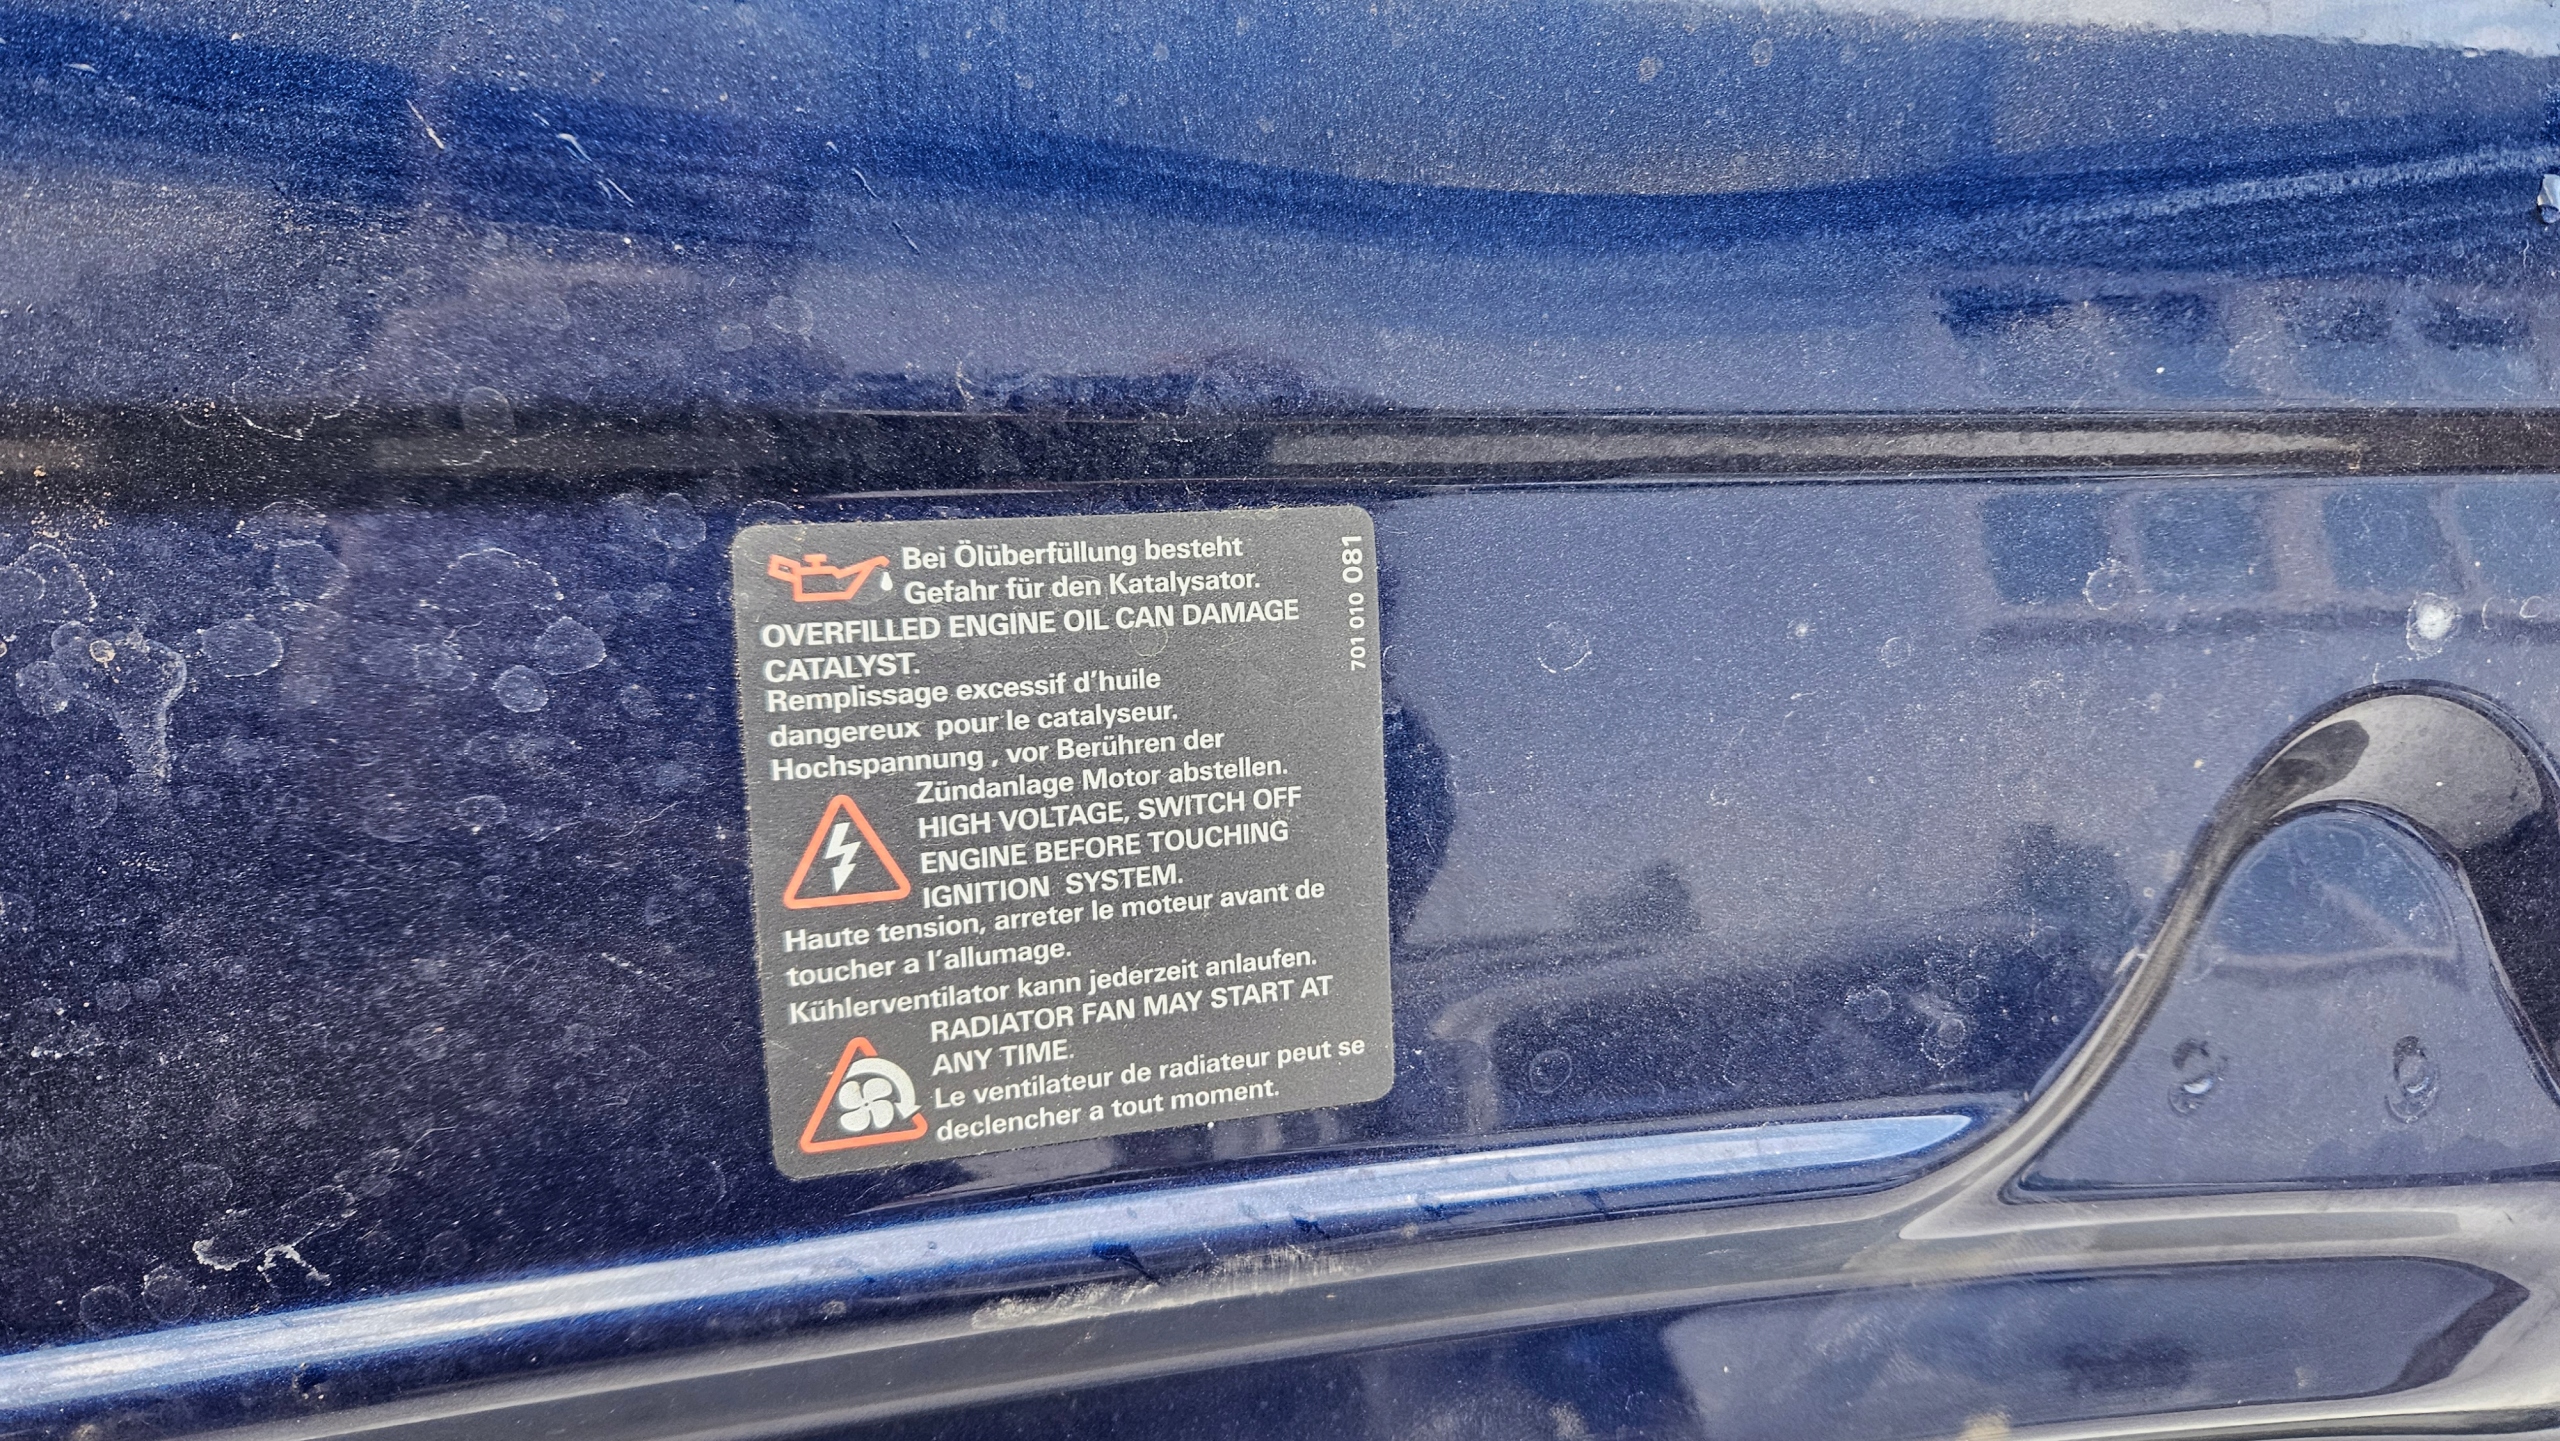 Bei Ölüberfüllung besteht
Gefahr für den Katalysator.
OVERFILLED ENGINE OIL CAN DAMAGE
CATALYST.
Remplissage excessif d'huile
dangereux pour le catalyseur.
Hochspannung , vor Berühren der
Zündanlage Motor abstellen.
HIGH VOLTAGE, SWITCH OFF
ENGINE BEFORE TOUCHING
IGNITION SYSTEM.
Haute tension, arreter le moteur avant de
toucher a l'allumage.
Kühlerventilator kann jederzeit anlaufen.
RADIATOR FAN MAY START AT
ANY TIME.
Le ventilateur de radiateur peut se
declencher a tout moment.
701 010 081